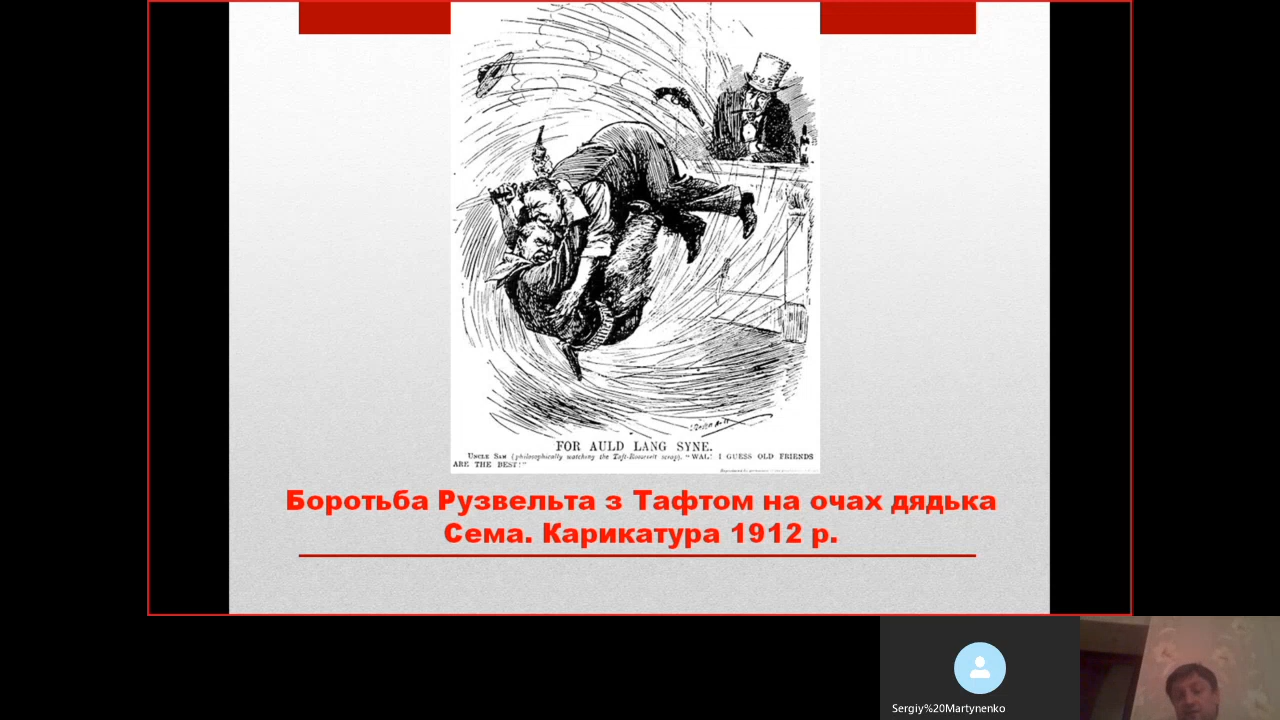 FOR AULD LANG SYNE.
UNCLE SAM (philosophically watching the Taft-Roosevelt scrap). "WAL! I GUESS OLD FRIENDS
ARE THE BEST!"
Боротьба Рузвельта з Тафтом на очах дядька
Сема. Карикатура 1912 р.
Sergiy%20Martynenko